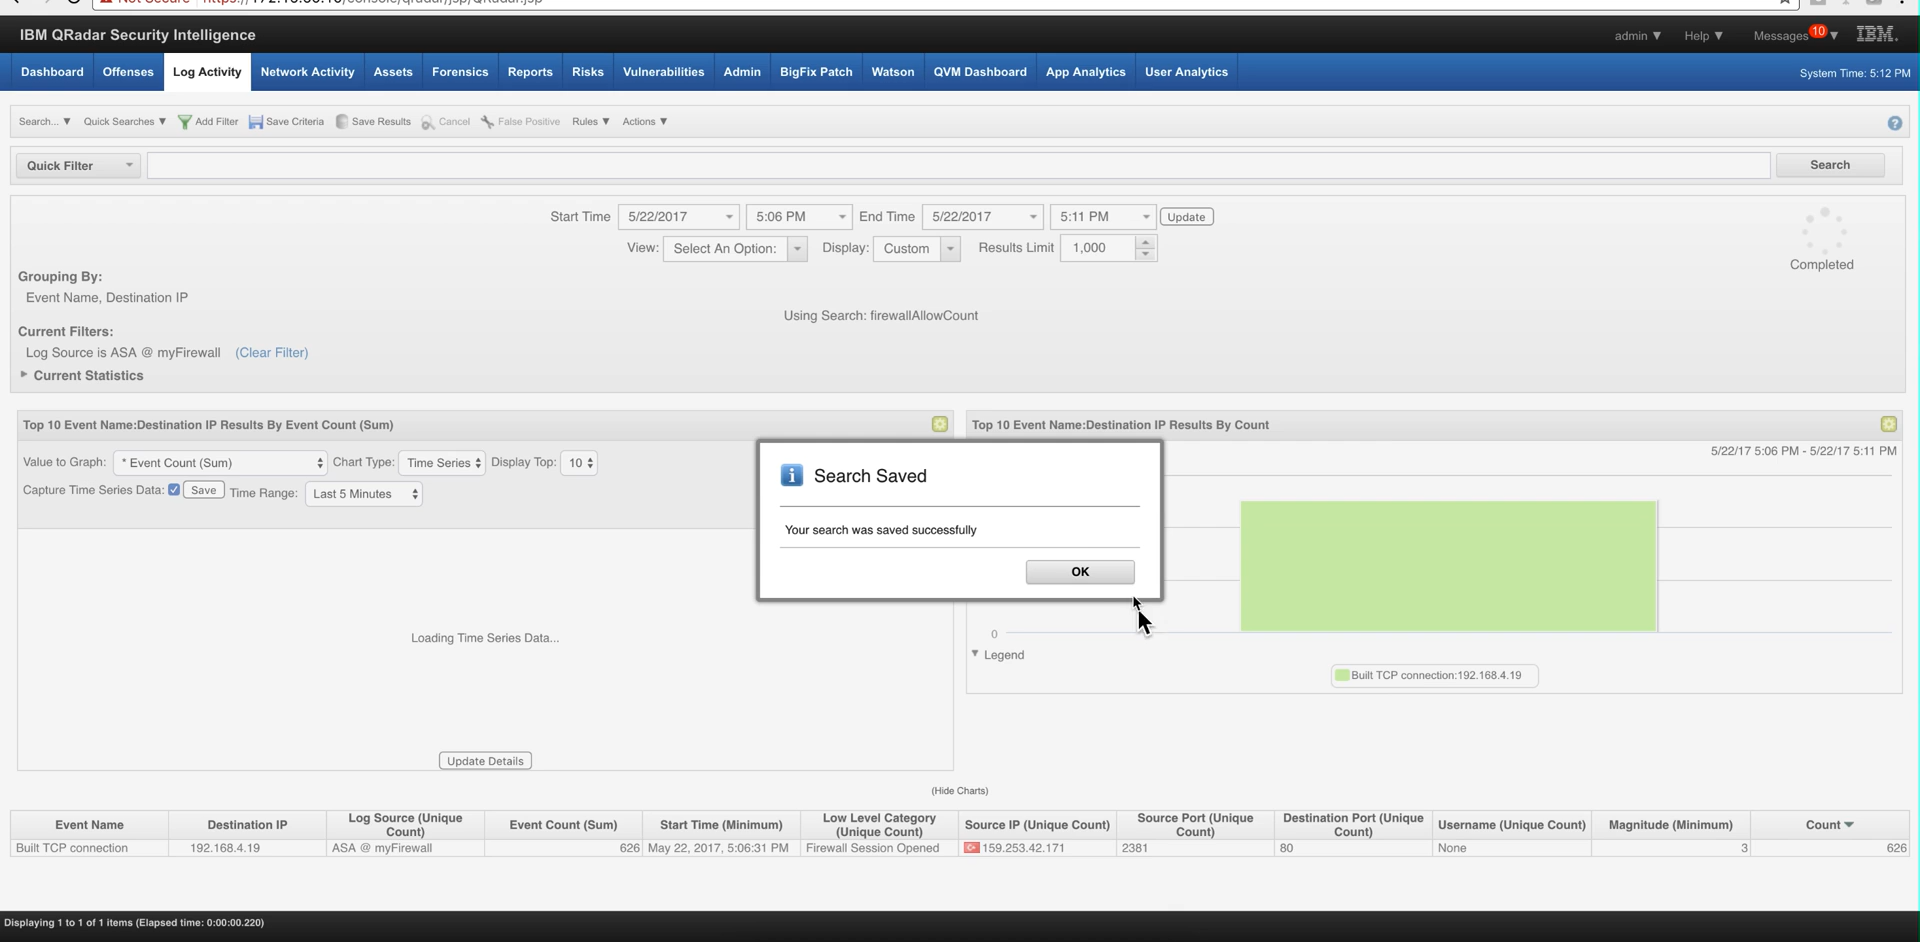 Not Secure https://172.16.60.10/console/qradar/jsp/QRadar.jsp
IBM QRadar Security Intelligence
admin ▼ Help ▼ Messages 10 ▼ IBM.
Dashboard Offenses Log Activity Network Activity Assets Forensics Reports Risks Vulnerabilities Admin BigFix Patch Watson QVM Dashboard App Analytics User Analytics System Time: 5:12 PM
Search... ▼ Quick Searches ▼ Add Filter Save Criteria Save Results Cancel False Positive Rules ▼ Actions ▼ ?
Quick Filter Search
Start Time 5/22/2017 5:06 PM End Time 5/22/2017 5:11 PM Update
View: Select An Option: Display: Custom Results Limit 1,000
Completed
Grouping By:
Event Name, Destination IP
Using Search: firewallAllowCount
Current Filters:
Log Source is ASA @ myFirewall (Clear Filter)
Current Statistics
Top 10 Event Name:Destination IP Results By Event Count (Sum)
Value to Graph: * Event Count (Sum) Chart Type: Time Series Display Top: 10
Capture Time Series Data: Save Time Range: Last 5 Minutes
Loading Time Series Data...
Update Details
Top 10 Event Name:Destination IP Results By Count
5/22/17 5:06 PM - 5/22/17 5:11 PM
0
Legend
Built TCP connection:192.168.4.19
Search Saved
Your search was saved successfully
OK
(Hide Charts)
Event Name Destination IP Log Source (Unique Count) Event Count (Sum) Start Time (Minimum) Low Level Category (Unique Count) Source IP (Unique Count) Source Port (Unique Count) Destination Port (Unique Count) Username (Unique Count) Magnitude (Minimum) Count ▼
Built TCP connection 192.168.4.19 ASA @ myFirewall 626 May 22, 2017, 5:06:31 PM Firewall Session Opened 159.253.42.171 2381 80 None 3 626
Displaying 1 to 1 of 1 items (Elapsed time: 0:00:00.220)